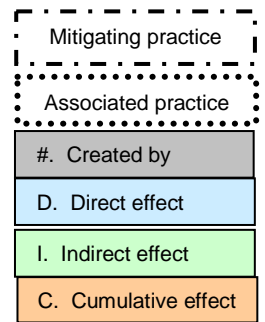 Mitigating practice
Associated practice
#. Created by
D. Direct effect
I. Indirect effect
C. Cumulative effect